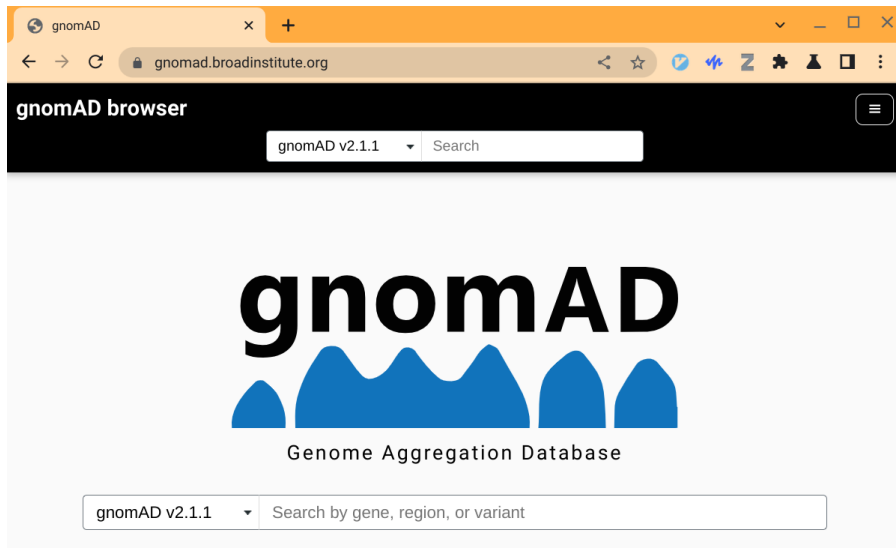 gnomAD
gnomad.broadinstitute.org
gnomAD browser
gnomAD v2.1.1 Search
gnomAD
Genome Aggregation Database
gnomAD v2.1.1 Search by gene, region, or variant